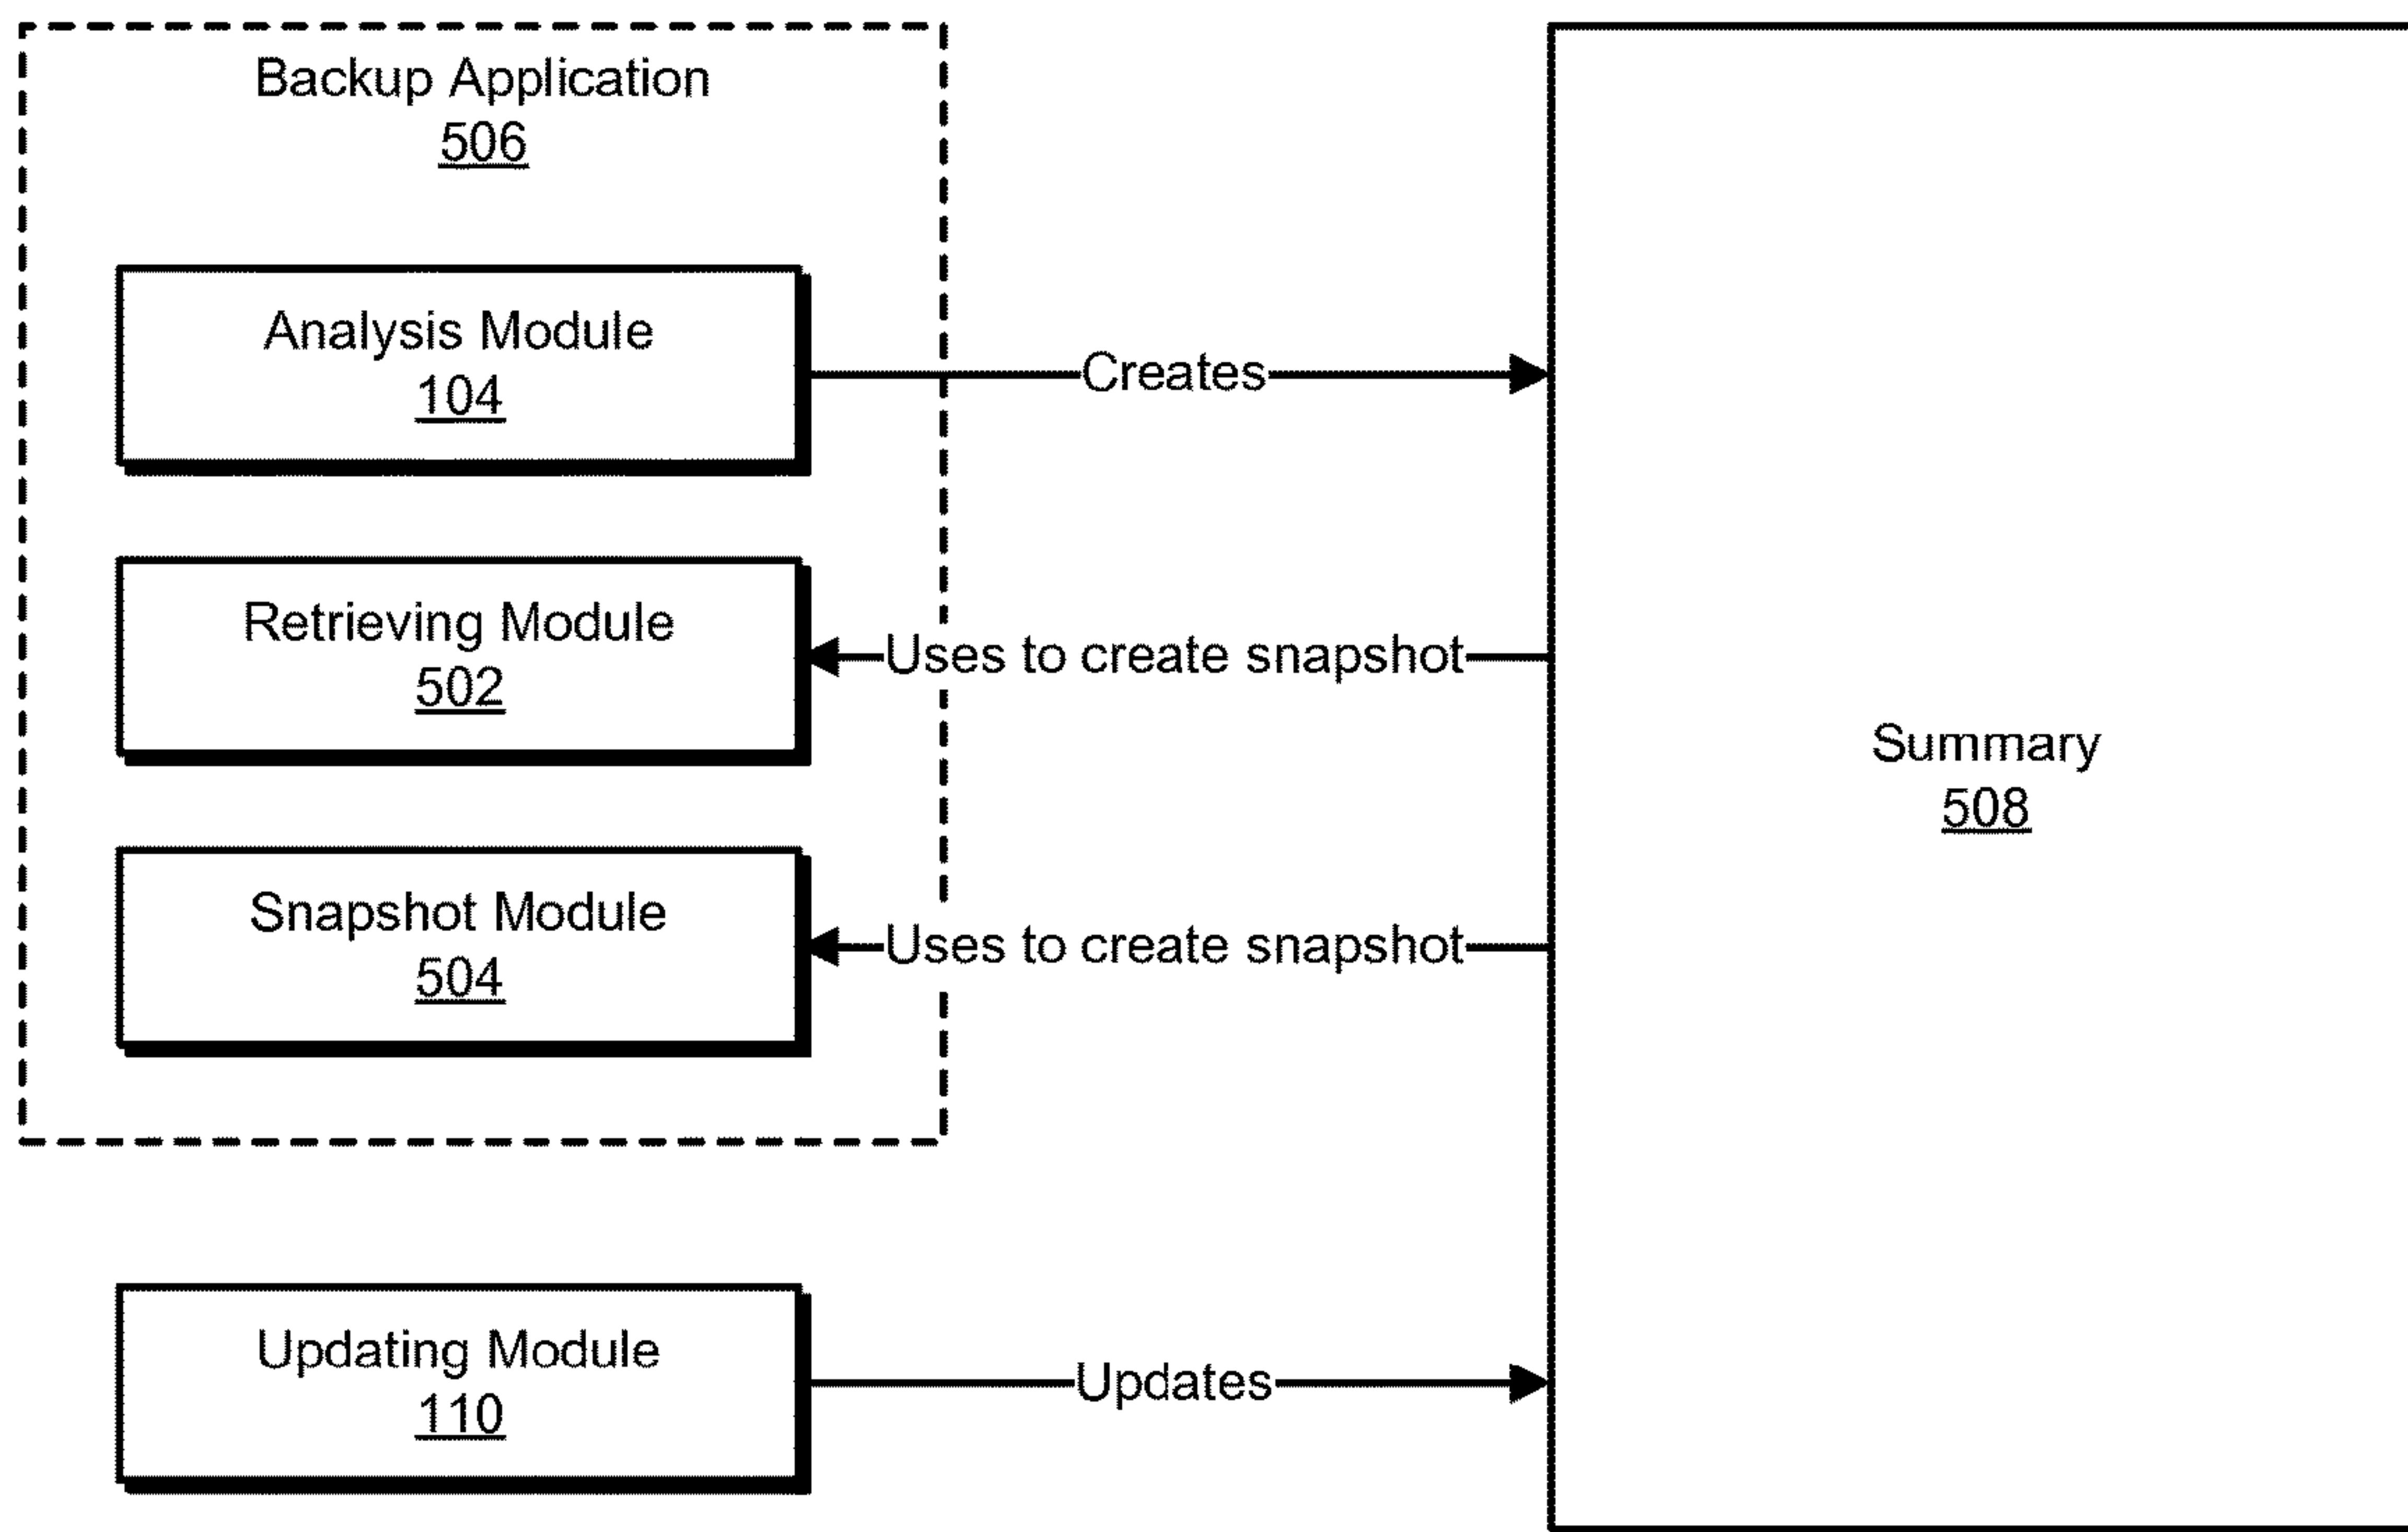 Backup Application
506
Analysis Module
104
Creates
Retrieving Module
502
Uses to create snapshot
Summary
508
Snapshot Module
504
Uses to create snapshot
Updating Module
110
Updates